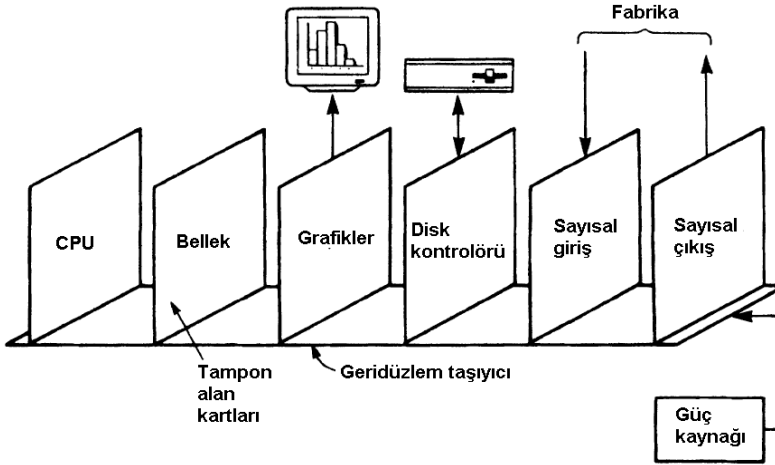 Fabrika
CPU
Bellek
Grafikler
Disk
kontrolörü
Sayısal
giriş
Sayısal
çıkış
Tampon
alan
kartları
Geridüzlem taşıyıcı
Güç
kaynağı